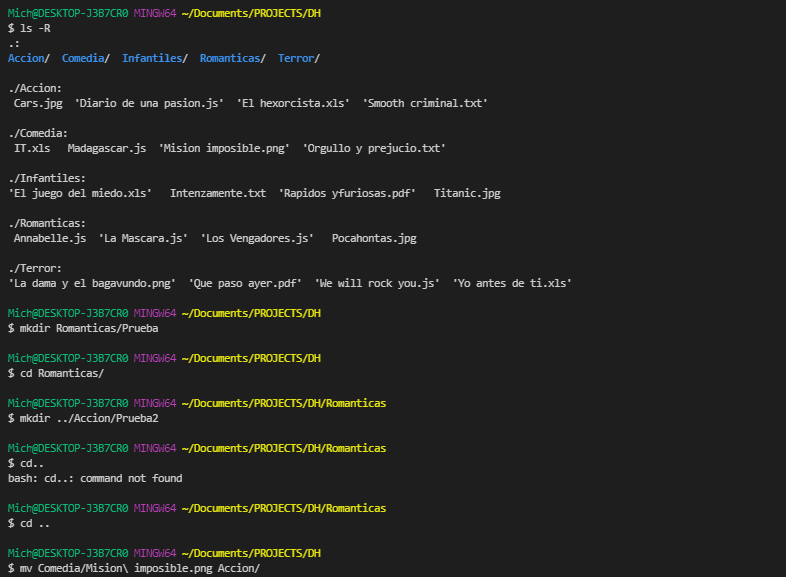 Mich@DESKTOP-J3B7CR0 MINGW64 ~/Documents/PROJECTS/DH
$ ls -R
.:
Accion/  Comedia/  Infantiles/  Romanticas/  Terror/

./Accion:
 Cars.jpg  'Diario de una pasion.js'  'El hexorcista.xls'  'Smooth criminal.txt'

./Comedia:
 IT.xls   Madagascar.js  'Mision imposible.png'  'Orgullo y prejucio.txt'

./Infantiles:
'El juego del miedo.xls'   Intenzamente.txt  'Rapidos yfuriosas.pdf'   Titanic.jpg

./Romanticas:
 Annabelle.js  'La Mascara.js'  'Los Vengadores.js'   Pocahontas.jpg

./Terror:
'La dama y el bagavundo.png'  'Que paso ayer.pdf'  'We will rock you.js'  'Yo antes de ti.xls'

Mich@DESKTOP-J3B7CR0 MINGW64 ~/Documents/PROJECTS/DH
$ mkdir Romanticas/Prueba

Mich@DESKTOP-J3B7CR0 MINGW64 ~/Documents/PROJECTS/DH
$ cd Romanticas/

Mich@DESKTOP-J3B7CR0 MINGW64 ~/Documents/PROJECTS/DH/Romanticas
$ mkdir ../Accion/Prueba2

Mich@DESKTOP-J3B7CR0 MINGW64 ~/Documents/PROJECTS/DH/Romanticas
$ cd..
bash: cd..: command not found

Mich@DESKTOP-J3B7CR0 MINGW64 ~/Documents/PROJECTS/DH/Romanticas
$ cd ..

Mich@DESKTOP-J3B7CR0 MINGW64 ~/Documents/PROJECTS/DH
$ mv Comedia/Mision\ imposible.png Accion/